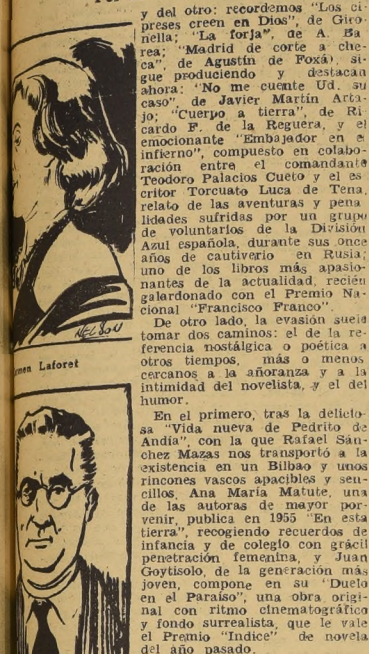 y del otro: recordemos "Los ci-
preses creen en Dios", de Giro-
nella; "La forja", de A. Ba-
rea; "Madrid de corte a che-
ca", de Agustín de Foxá), si-
gue produciendo y destacan
ahora: "No me cuente Ud. su
caso", de Javier Martín Arta-
jo; "Cuerpo a tierra", de Ri-
cardo F. de la Reguera, y el
emocionante "Embajador en e
infierno", compuesto en colabo-
ración entre el comandante
Teodoro Palacios Cueto y el es
critor Torcuato Luca de Tena,
relato de las aventuras y pena
lidades sufridas por un grupo
de voluntarios de la División
Azul española, durante sus once
años de cautiverio en Rusia;
uno de los libros más apasio-
nantes de la actualidad, recién
galardonado con el Premio Na-
cional "Francisco Franco".
De otro lado, la evasión suele
tomar dos caminos: el de la re-
ferencia nostálgica o poética a
otros tiempos, más o menos
cercanos a la añoranza y a la
intimidad del novelista, y el del
humor.
En el primero, tras la delicio-
sa "Vida nueva de Pedrito de
Andía", con la que Rafael Sán-
chez Mazas nos transportó a la
existencia en un Bilbao y unos
rincones vascos apacibles y sen-
cillos, Ana María Matute, una
de las autoras de mayor por-
venir, publica en 1955 "En esta
tierra", recogiendo recuerdos de
infancia y de colegio con grácil
penetración femenina, y Juan
Goytisolo, de la generación más
joven, compone en su "Duelo
en el Paraíso", una obra origi-
nal con ritmo cinematográfico
y fondo surrealista, que le vale
el Premio "Indice" de novela
del año pasado.
NELSON
men Laforet